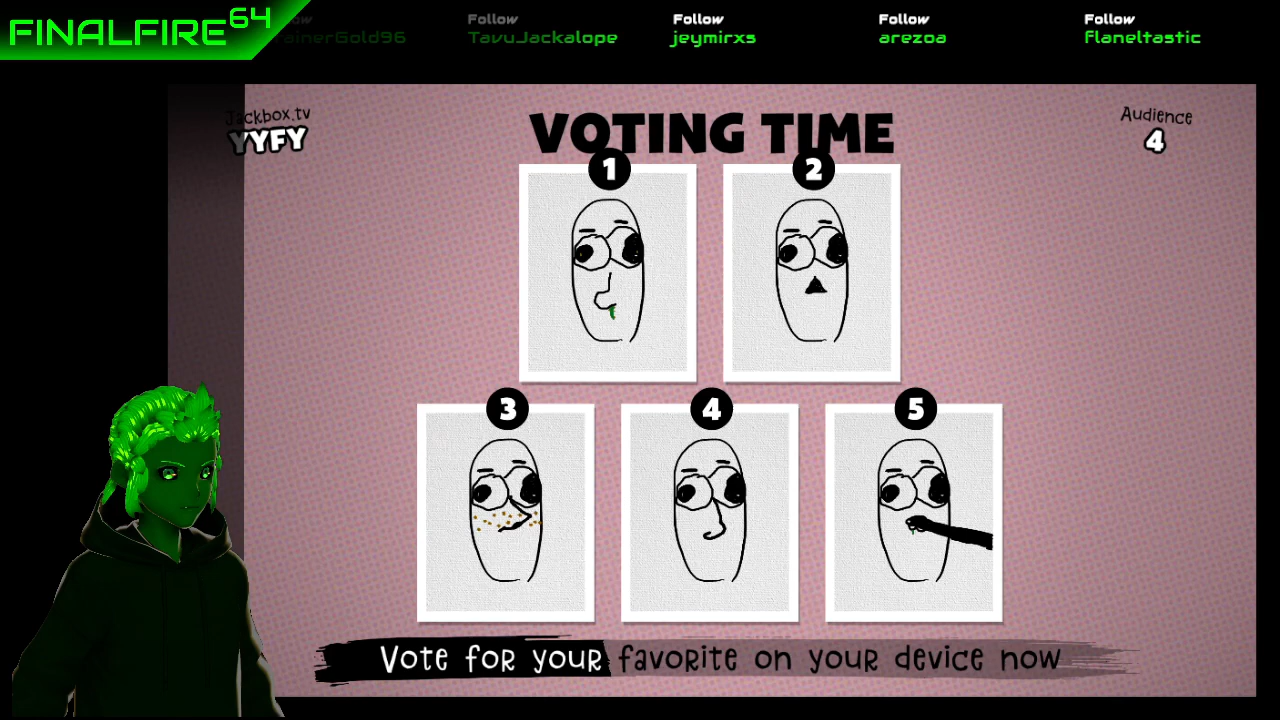 FINALFIRE64
Follow
TavuJackalope
Follow
jeymirxs
Follow
arezoa
Follow
flaneltastic
Jackbox.tv
YYFY
VOTING TIME
Audience
4
1
2
3
4
5
Vote for your favorite on your device now